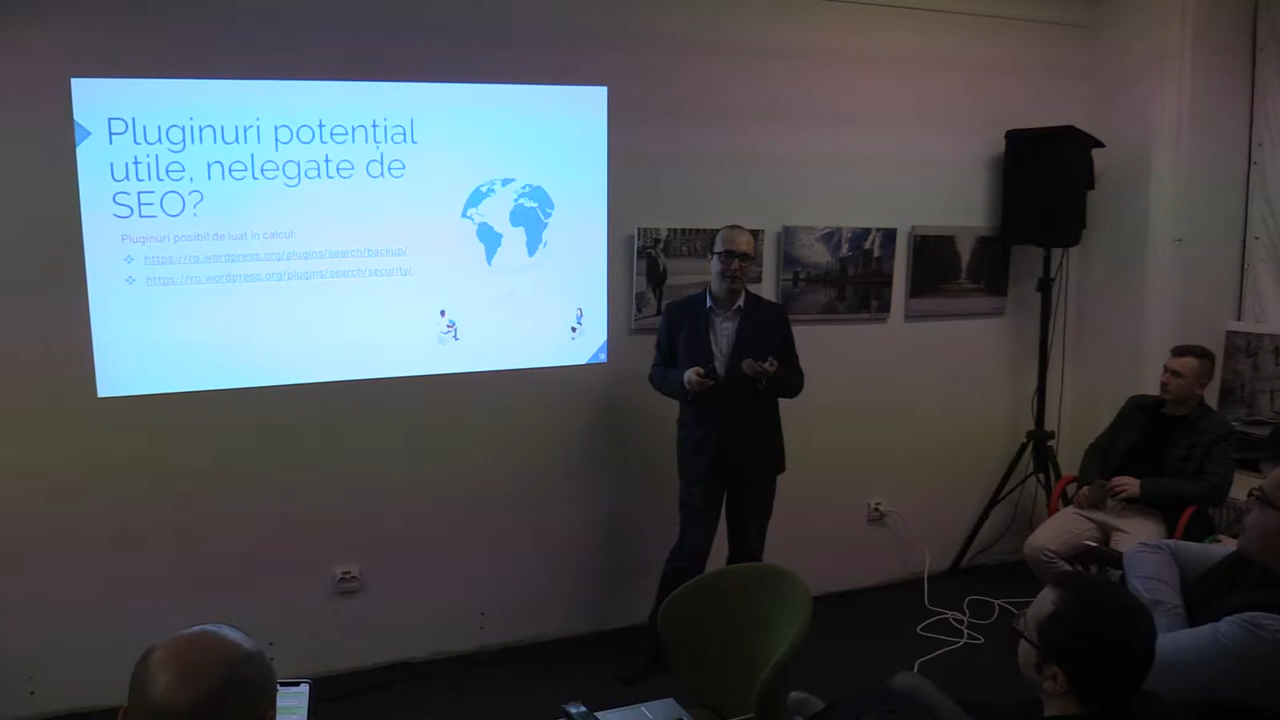 Pluginuri potențial
utile, nelegate de
SEO?
Pluginuri posibil de luat în calcul:
https://ro.wordpress.org/plugins/search/backup/
https://ro.wordpress.org/plugins/search/security/
18